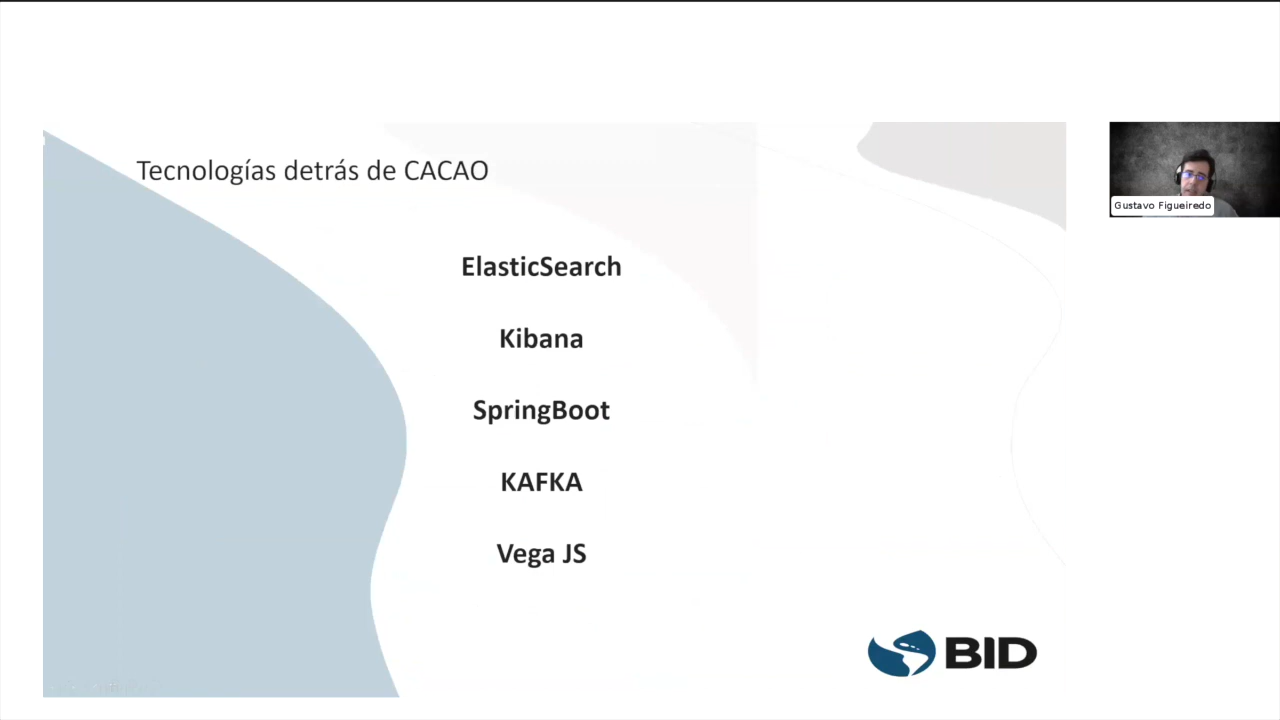 Tecnologías detrás de CACAO
Gustavo Figueiredo
ElasticSearch
Kibana
SpringBoot
KAFKA
Vega JS
BID